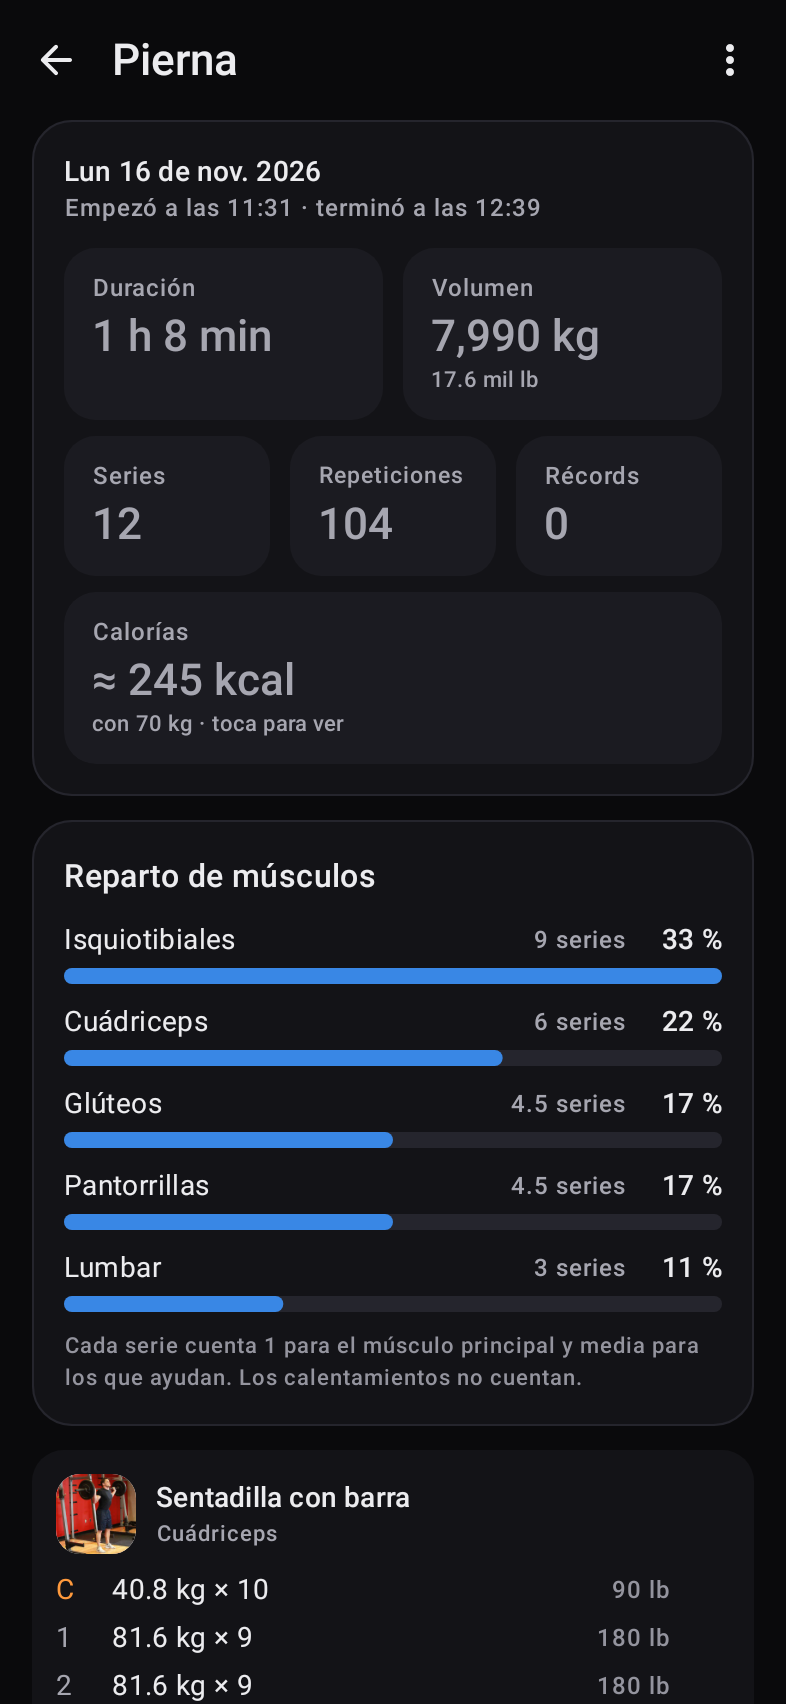 Pierna
Lun 16 de nov. 2026
Empezó a las 11:31 · terminó a las 12:39
Duración
1 h 8 min
Volumen
7,990 kg
17.6 mil lb
Series
12
Repeticiones
104
Récords
0
Calorías
≈ 245 kcal
con 70 kg · toca para ver
Reparto de músculos
Isquiotibiales 9 series 33 %
Cuádriceps 6 series 22 %
Glúteos 4.5 series 17 %
Pantorrillas 4.5 series 17 %
Lumbar 3 series 11 %
Cada serie cuenta 1 para el músculo principal y media para
los que ayudan. Los calentamientos no cuentan.
Sentadilla con barra
Cuádriceps
C 40.8 kg × 10 90 lb
1 81.6 kg × 9 180 lb
2 81.6 kg × 9 180 lb